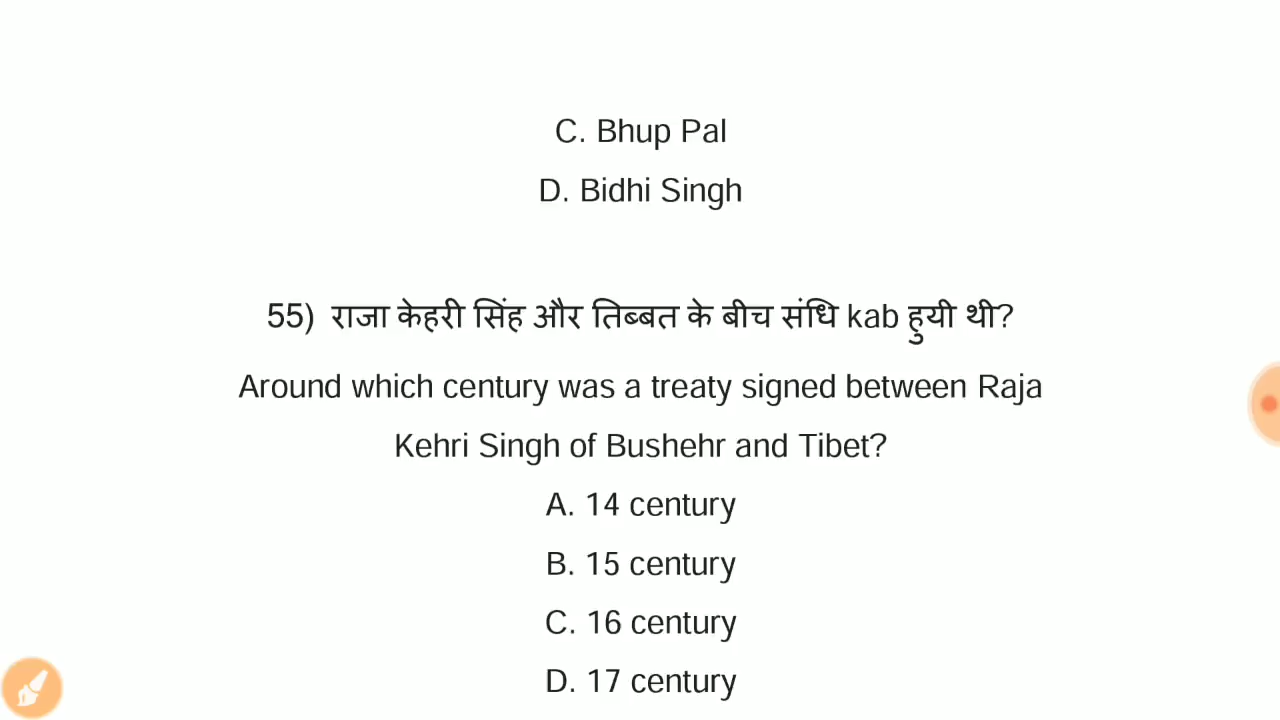 C. Bhup Pal
D. Bidhi Singh
55) राजा केहरी सिंह और तिब्बत के बीच संधि kab हुयी थी?
Around which century was a treaty signed between Raja
Kehri Singh of Bushehr and Tibet?
A. 14 century
B. 15 century
C. 16 century
D. 17 century